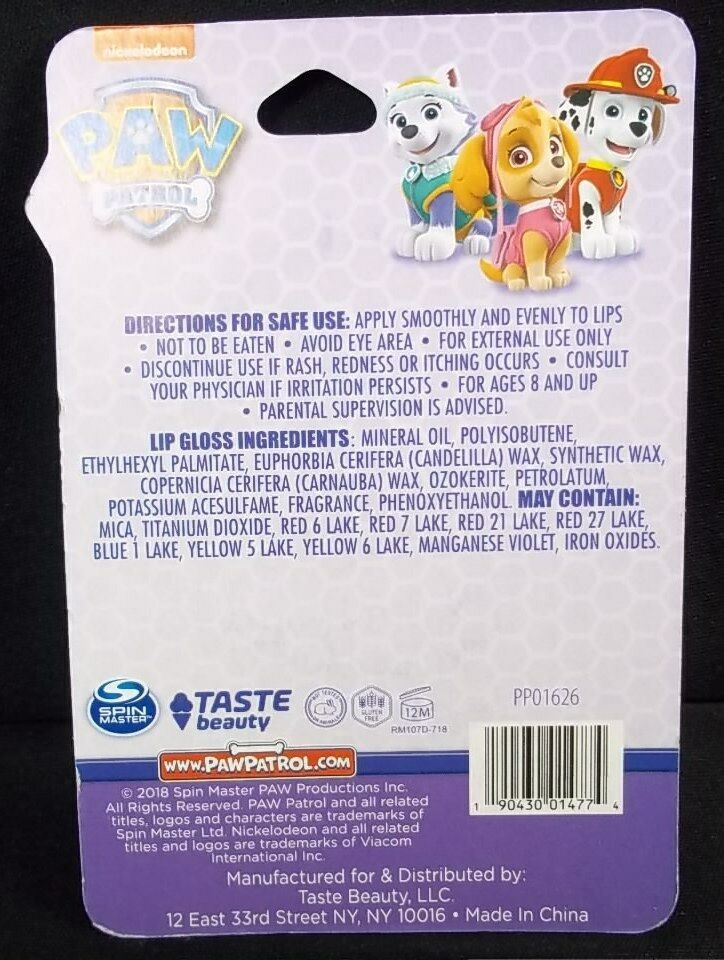 nickelodeon
PAW
PATROL
DIRECTIONS FOR SAFE USE: APPLY SMOOTHLY AND EVENLY TO LIPS
• NOT TO BE EATEN • AVOID EYE AREA • FOR EXTERNAL USE ONLY
• DISCONTINUE USE IF RASH, REDNESS OR ITCHING OCCURS • CONSULT
YOUR PHYSICIAN IF IRRITATION PERSISTS • FOR AGES 8 AND UP
• PARENTAL SUPERVISION IS ADVISED.
LIP GLOSS INGREDIENTS: MINERAL OIL, POLYISOBUTENE,
ETHYLHEXYL PALMITATE, EUPHORBIA CERIFERA (CANDELILLA) WAX, SYNTHETIC WAX,
COPERNICIA CERIFERA (CARNAUBA) WAX, OZOKERITE, PETROLATUM,
POTASSIUM ACESULFAME, FRAGRANCE, PHENOXYETHANOL. MAY CONTAIN:
MICA, TITANIUM DIOXIDE, RED 6 LAKE, RED 7 LAKE, RED 21 LAKE, RED 27 LAKE,
BLUE 1 LAKE, YELLOW 5 LAKE, YELLOW 6 LAKE, MANGANESE VIOLET, IRON OXIDES.
SPIN
MASTER™
TASTE
beauty
NOT TESTED
ON ANIMALS
GLUTEN
FREE
12M
RM107D-718
PP01626
1 90430 01477 4
www.PAWPATROL.COM
© 2018 Spin Master PAW Productions Inc.
All Rights Reserved. PAW Patrol and all related
titles, logos and characters are trademarks of
Spin Master Ltd. Nickelodeon and all related
titles and logos are trademarks of Viacom
International Inc.
Manufactured for & Distributed by:
Taste Beauty, LLC.
12 East 33rd Street NY, NY 10016 • Made In China